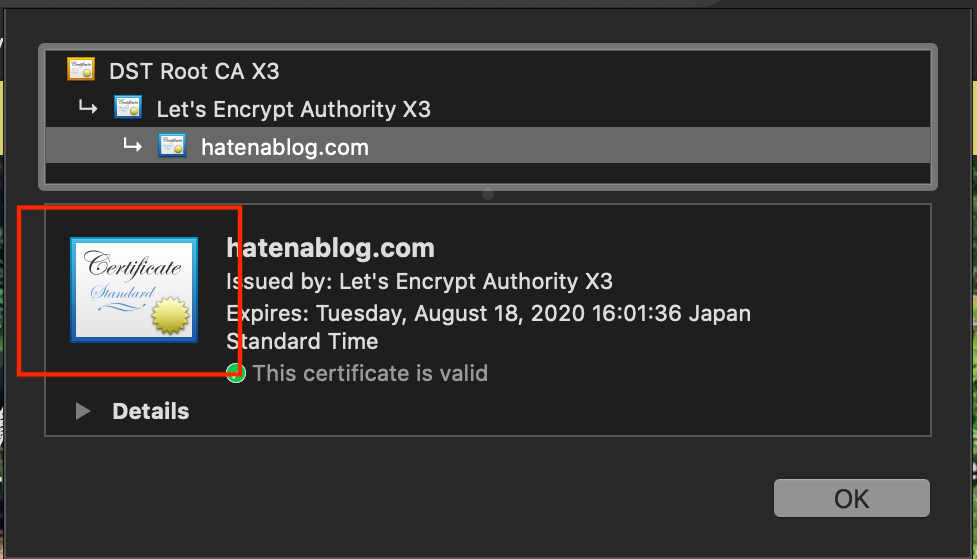 DST Root CA X3
Let's Encrypt Authority X3
hatenablog.com
Certificate
Standard
hatenablog.com
Issued by: Let's Encrypt Authority X3
Expires: Tuesday, August 18, 2020 16:01:36 Japan
Standard Time
This certificate is valid
Details
OK